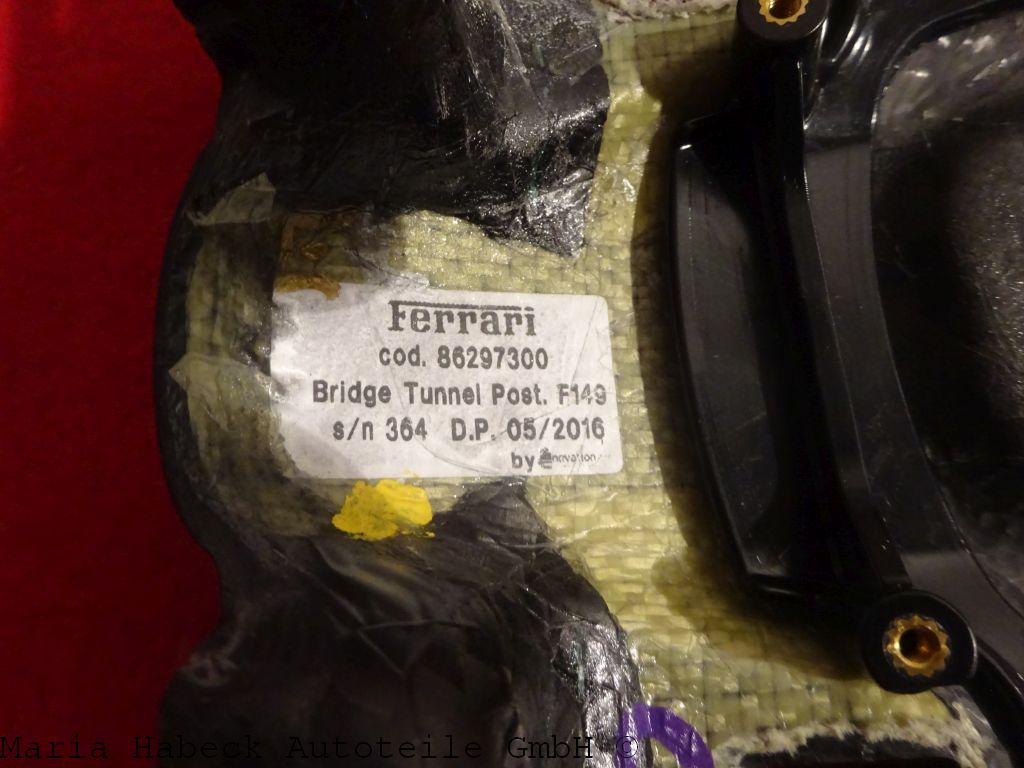 Ferrari
cod. 86297300
Bridge Tunnel Post. F149
s/n 364 D.P. 05/2016
by
Maria Habeck Autoteile GmbH ©